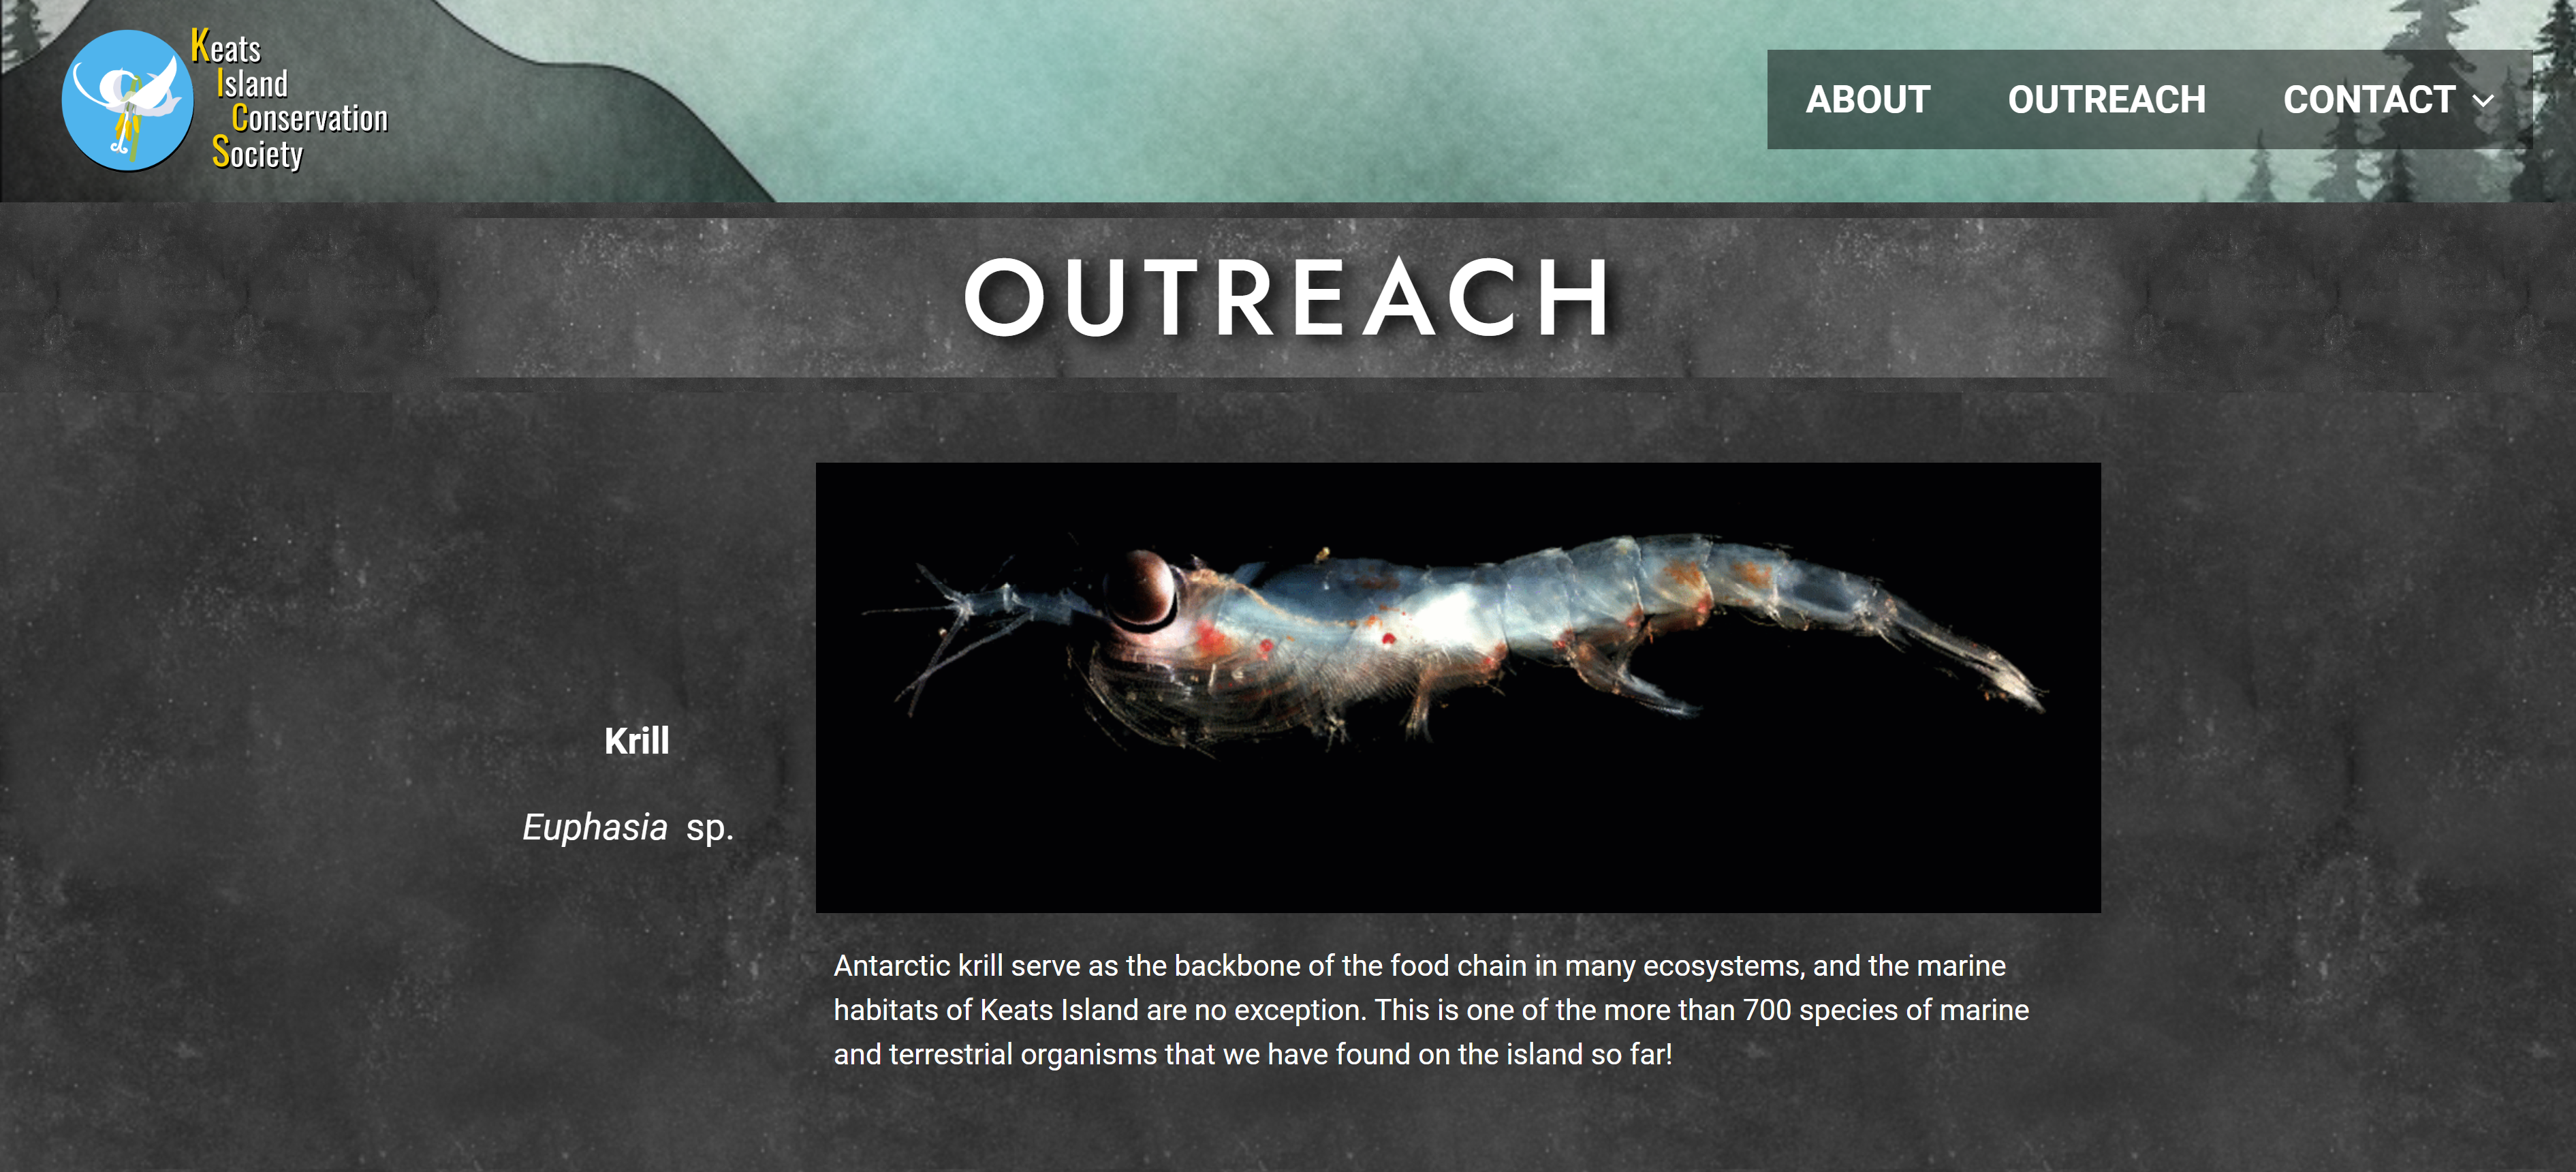 Keats
Island
Conservation
Society
ABOUT OUTREACH CONTACT
OUTREACH
Krill
Euphasia sp.
Antarctic krill serve as the backbone of the food chain in many ecosystems, and the marine
habitats of Keats Island are no exception. This is one of the more than 700 species of marine
and terrestrial organisms that we have found on the island so far!